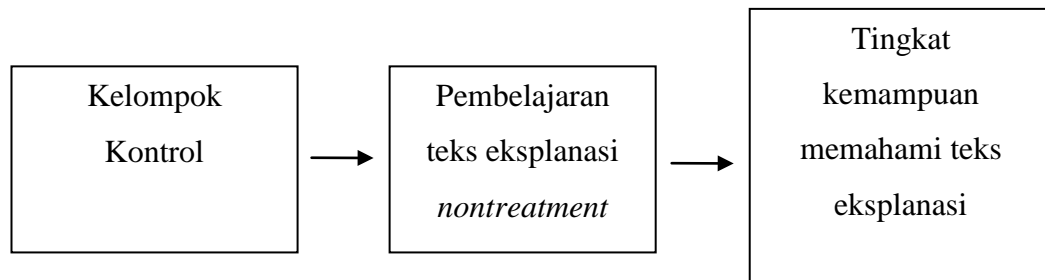 Kelompok
Kontrol
Pembelajaran
teks eksplanasi
nontreatment
Tingkat
kemampuan
memahami teks
eksplanasi